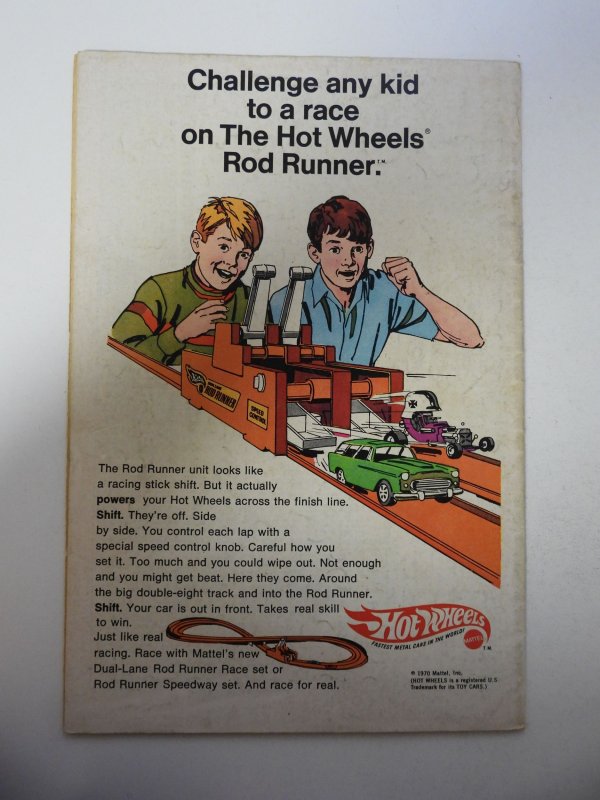 Challenge any kid
to a race
on The Hot Wheels®
Rod Runner.™
ROD RUNNER
SPEED
CONTROL
The Rod Runner unit looks like
a racing stick shift. But it actually
powers your Hot Wheels across the finish line.
Shift. They're off. Side
by side. You control each lap with a
special speed control knob. Careful how you
set it. Too much and you could wipe out. Not enough
and you might get beat. Here they come. Around
the big double-eight track and into the Rod Runner.
Shift. Your car is out in front. Takes real skill
to win.
Just like real
racing. Race with Mattel's new
Dual-Lane Rod Runner Race set or
Rod Runner Speedway set. And race for real.
HOT WHEELS
FASTEST METAL CARS IN THE WORLD!
MATTEL
T.M.
© 1970 Mattel, Inc.
(HOT WHEELS is a registered U.S.
Trademark for its TOY CARS.)